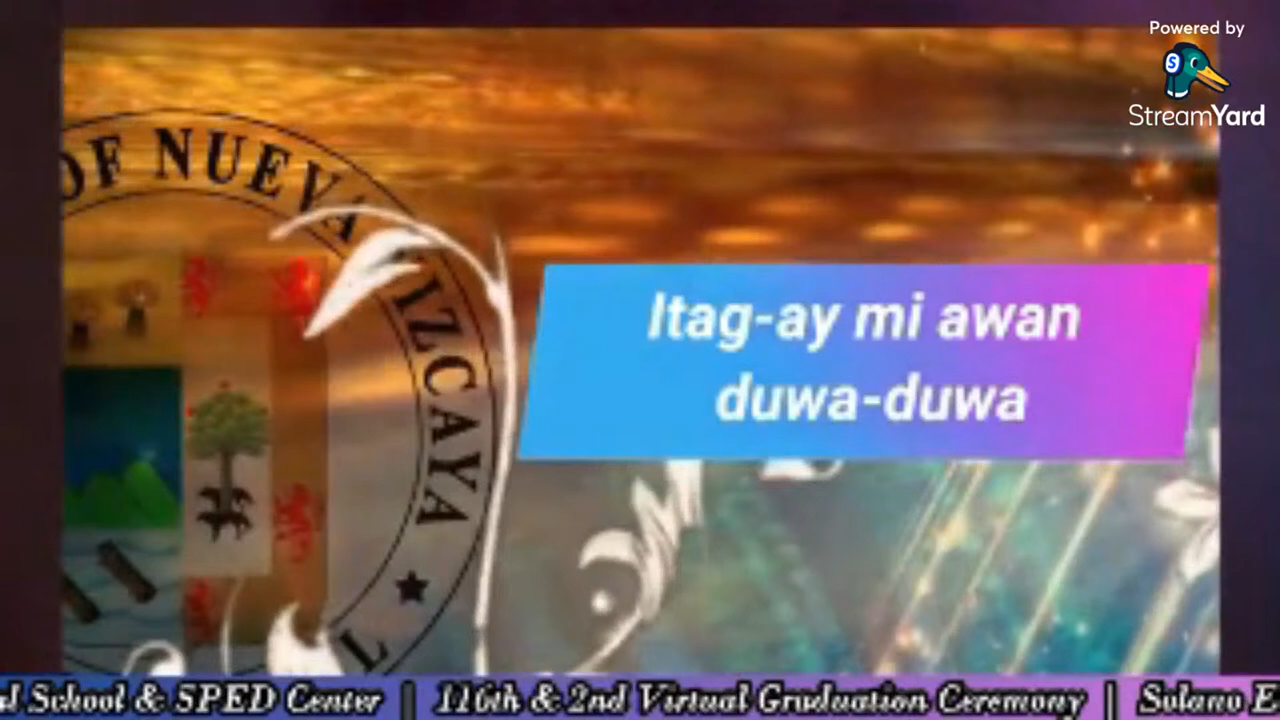 Powered by
StreamYard
OF NUEVA VIZCAYA ★
Itag-ay mi awan
duwa-duwa
School & SPED Center | 116th & 2nd Virtual Graduation Ceremony | Solano